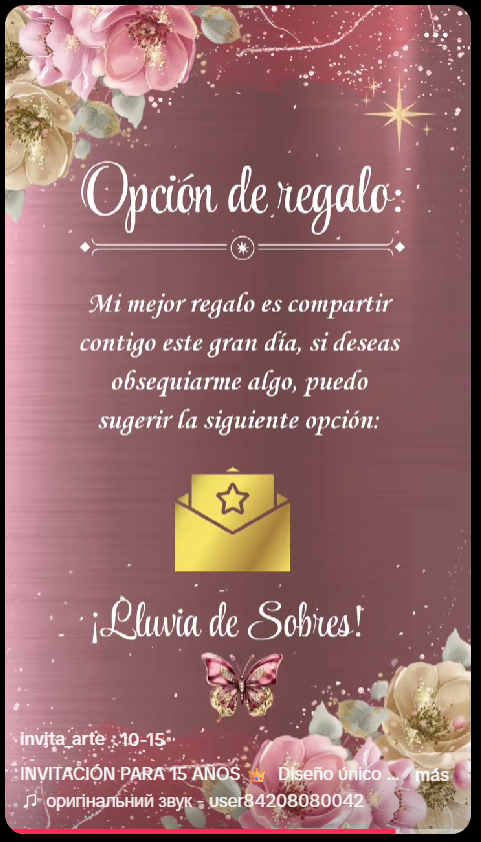 Opción de regalo:
Mi mejor regalo es compartir
contigo este gran día, si deseas
obsequiarme algo, puedo
sugerir la siguiente opción:
¡Lluvia de Sobres!
invita_arte · 10-15
INVITACIÓN PARA 15 AÑOS 👑 Diseño único ... más
♫ оригінальний звук - user84208080042